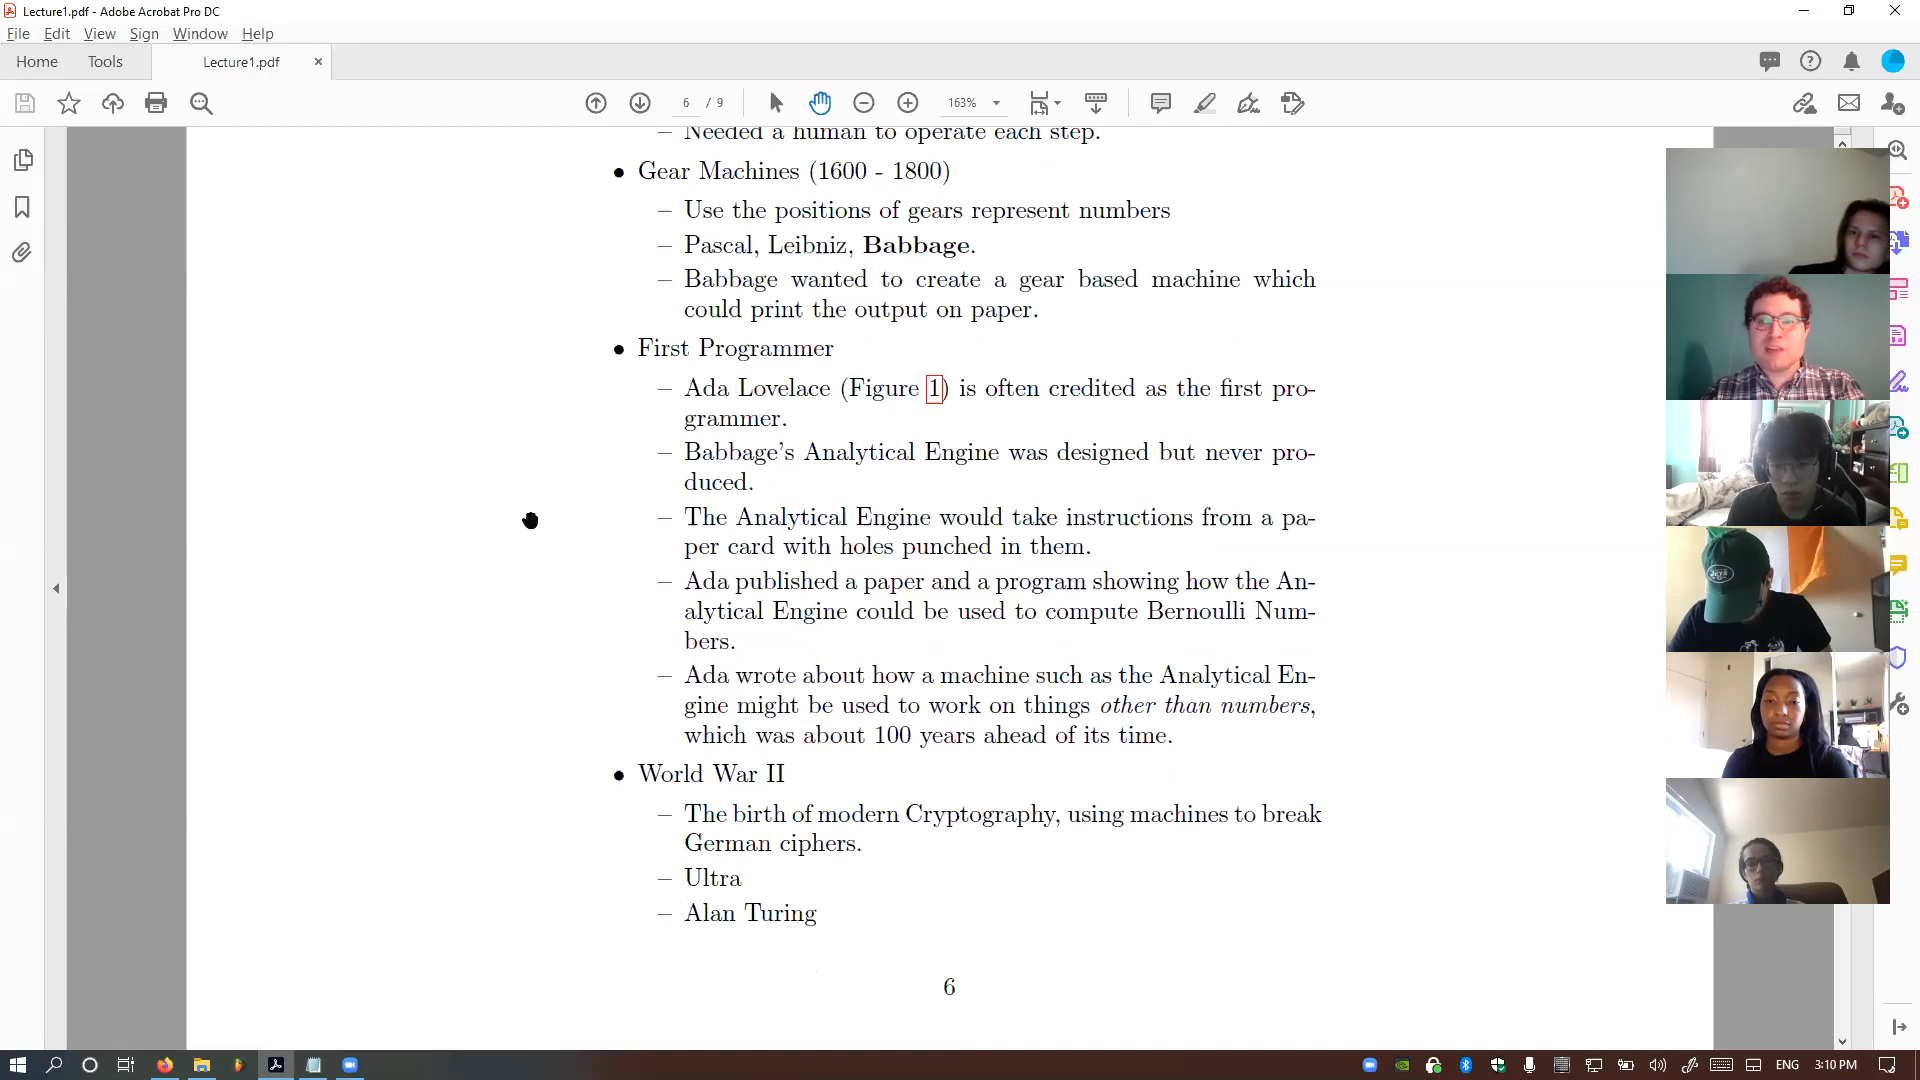 Lecture1.pdf - Adobe Acrobat Pro DC
File Edit View Sign Window Help
Home Tools Lecture1.pdf
6 / 9 163%
– Needed a human to operate each step.
• Gear Machines (1600 - 1800)
– Use the positions of gears represent numbers
– Pascal, Leibniz, Babbage.
– Babbage wanted to create a gear based machine which
could print the output on paper.
• First Programmer
– Ada Lovelace (Figure 1) is often credited as the first pro-
grammer.
– Babbage's Analytical Engine was designed but never pro-
duced.
– The Analytical Engine would take instructions from a pa-
per card with holes punched in them.
– Ada published a paper and a program showing how the An-
alytical Engine could be used to compute Bernoulli Num-
bers.
– Ada wrote about how a machine such as the Analytical En-
gine might be used to work on things other than numbers,
which was about 100 years ahead of its time.
• World War II
– The birth of modern Cryptography, using machines to break
German ciphers.
– Ultra
– Alan Turing
6
JETS
ENG 3:10 PM